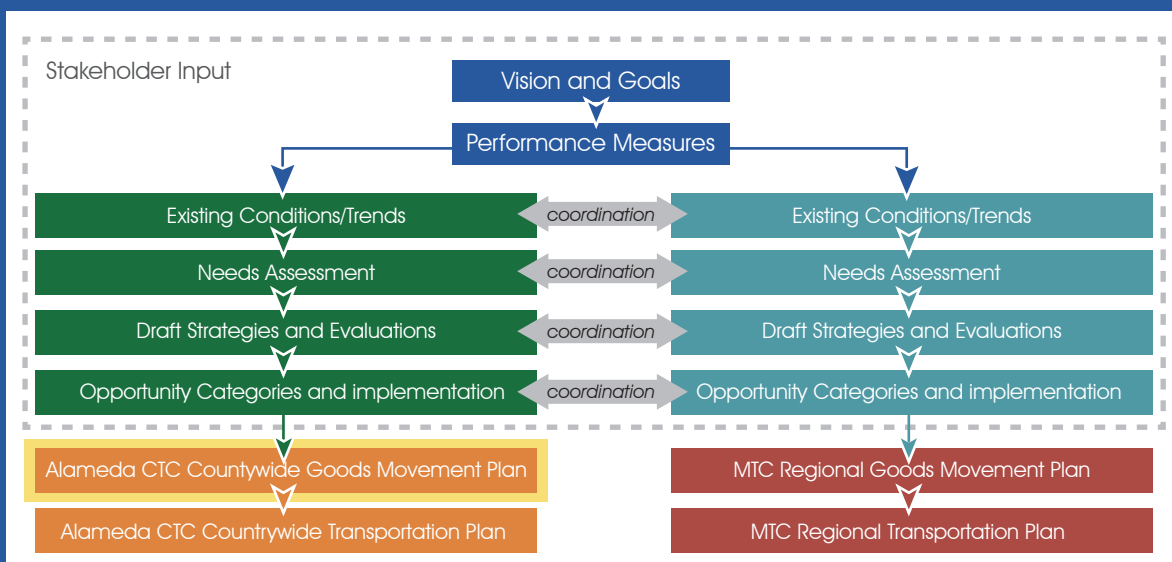 Stakeholder Input
Vision and Goals
Performance Measures
Existing Conditions/Trends
coordination
Existing Conditions/Trends
Needs Assessment
coordination
Needs Assessment
Draft Strategies and Evaluations
coordination
Draft Strategies and Evaluations
Opportunity Categories and implementation
coordination
Opportunity Categories and implementation
Alameda CTC Countywide Goods Movement Plan
MTC Regional Goods Movement Plan
Alameda CTC Countrywide Transportation Plan
MTC Regional Transportation Plan